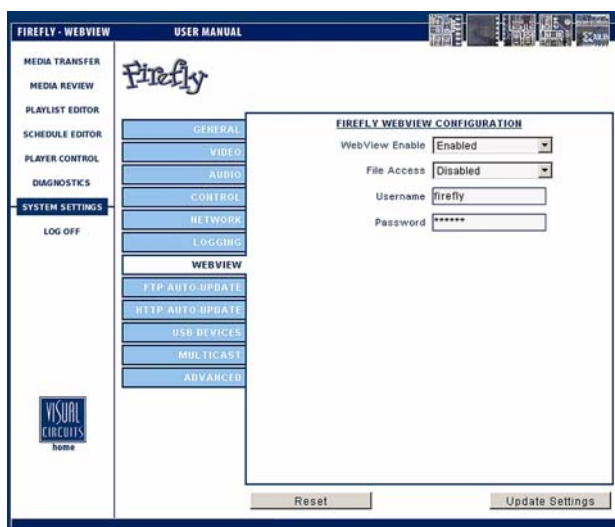 FIREFLY - WEBVIEW USER MANUAL
MEDIA TRANSFER
MEDIA REVIEW
PLAYLIST EDITOR
SCHEDULE EDITOR
PLAYER CONTROL
DIAGNOSTICS
SYSTEM SETTINGS
LOG OFF
VISUAL
CIRCUITS
home
Firefly
GENERAL
VIDEO
AUDIO
CONTROL
NETWORK
LOGGING
WEBVIEW
FTP AUTO-UPDATE
HTTP AUTO-UPDATE
USB DEVICES
MULTICAST
ADVANCED
FIREFLY WEBVIEW CONFIGURATION
WebView Enable Enabled
File Access Disabled
Username firefly
Password ******
Reset Update Settings